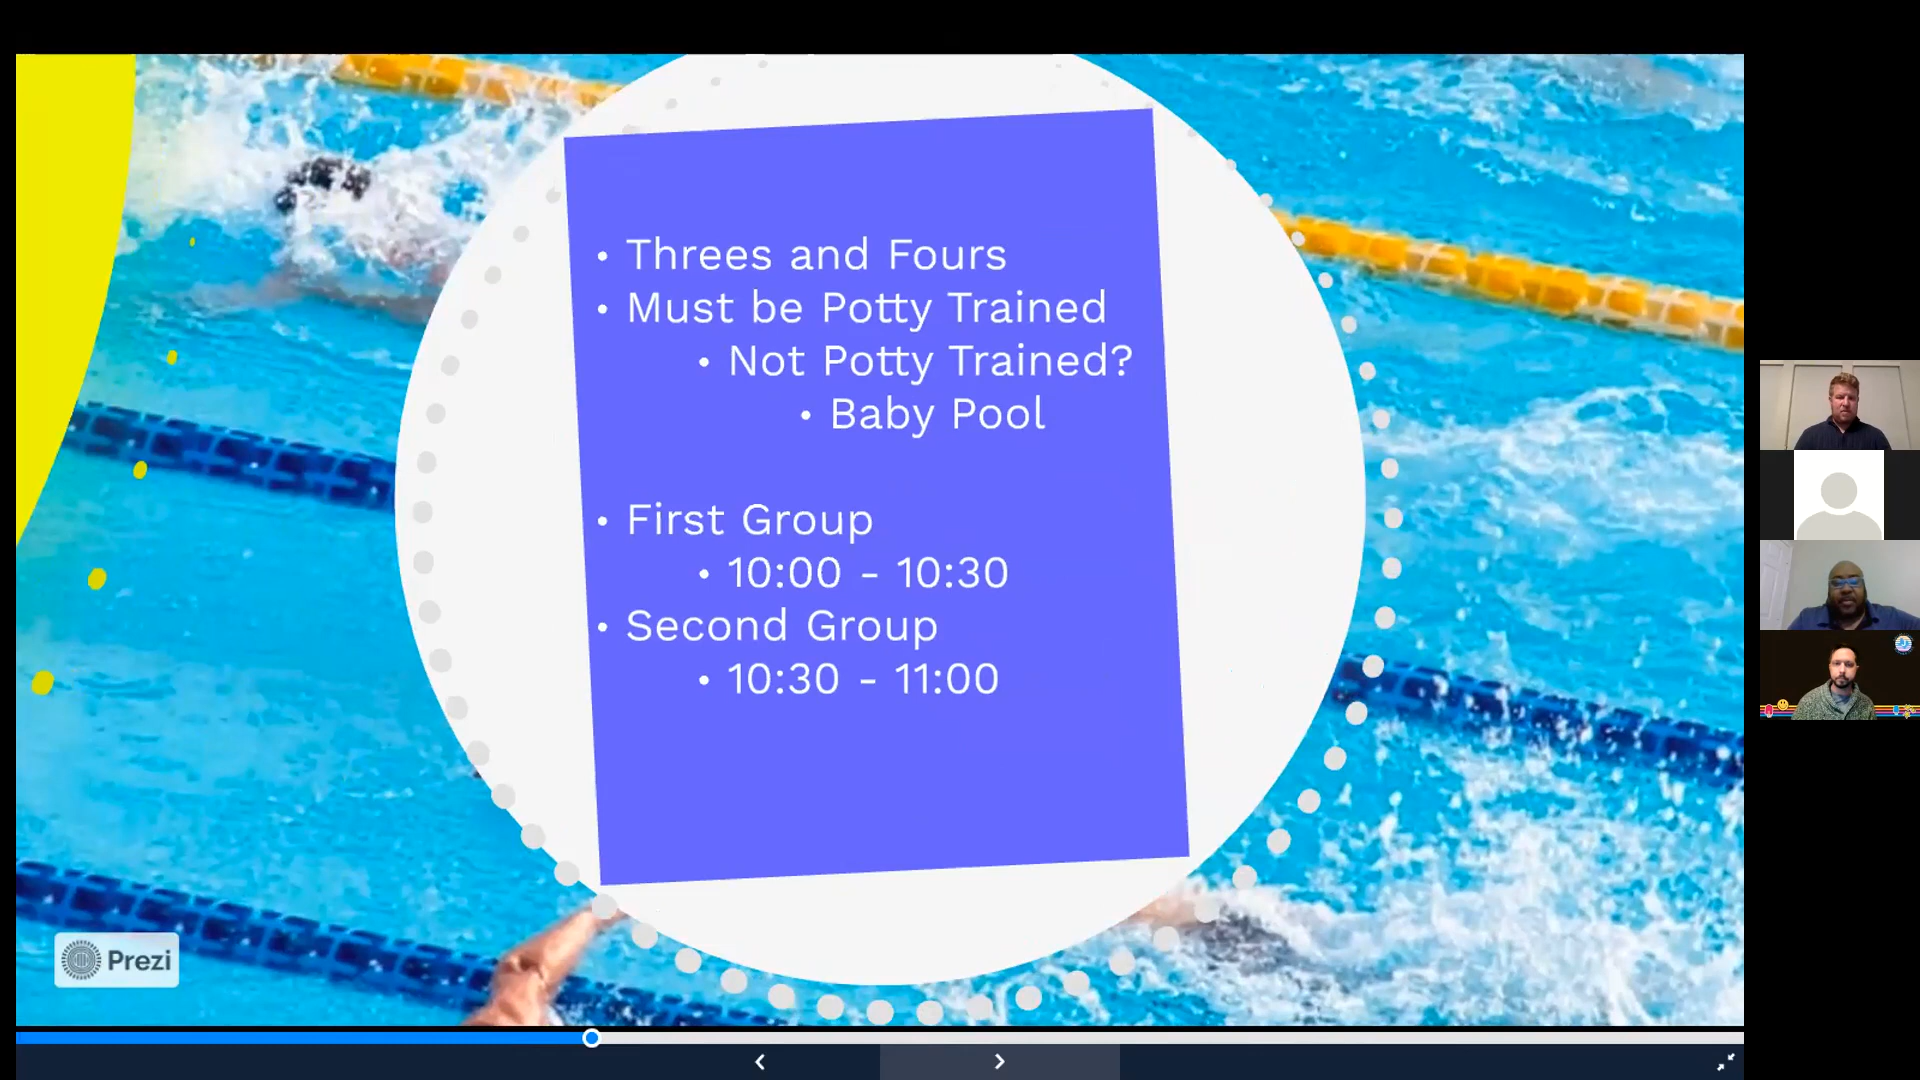 • Threes and Fours
• Must be Potty Trained
• Not Potty Trained?
• Baby Pool
• First Group
• 10:00 - 10:30
• Second Group
• 10:30 - 11:00
Prezi